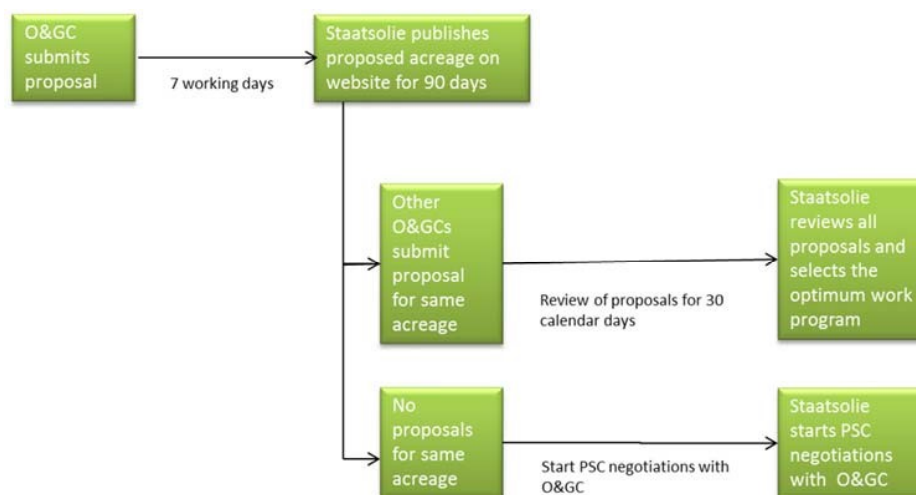 O&GC
submits
proposal
7 working days
Staatsolie publishes
proposed acreage on
website for 90 days
Other
O&GCs
submit
proposal
for same
acreage
Review of proposals for 30
calendar days
Staatsolie
reviews all
proposals and
selects the
optimum work
program
No
proposals
for same
acreage
Start PSC negotiations with
O&GC
Staatsolie
starts PSC
negotiations
with O&GC